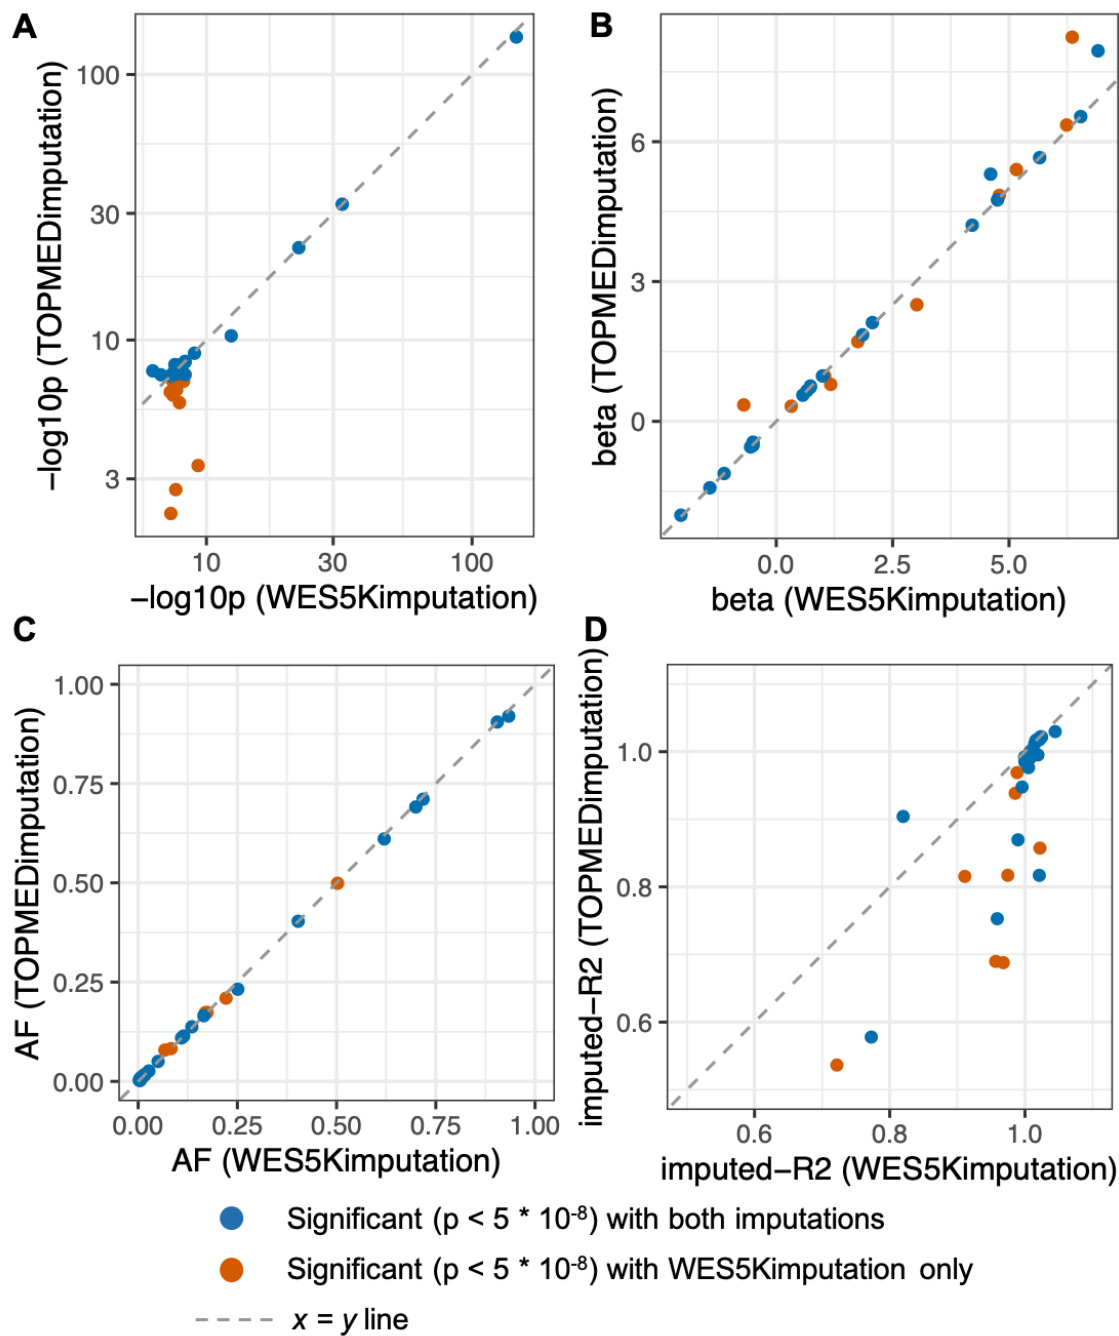 A
−log10p (TOPMEDimputation)
100
30
10
3
10
30
100
−log10p (WES5Kimputation)
B
beta (TOPMEDimputation)
6
3
0
0.0
2.5
5.0
beta (WES5Kimputation)
C
AF (TOPMEDimputation)
1.00
0.75
0.50
0.25
0.00
0.00
0.25
0.50
0.75
1.00
AF (WES5Kimputation)
D
imputed−R2 (TOPMEDimputation)
1.0
0.8
0.6
0.6
0.8
1.0
imputed−R2 (WES5Kimputation)
Significant (p < 5 * 10⁻⁸) with both imputations
Significant (p < 5 * 10⁻⁸) with WES5Kimputation only
x = y line